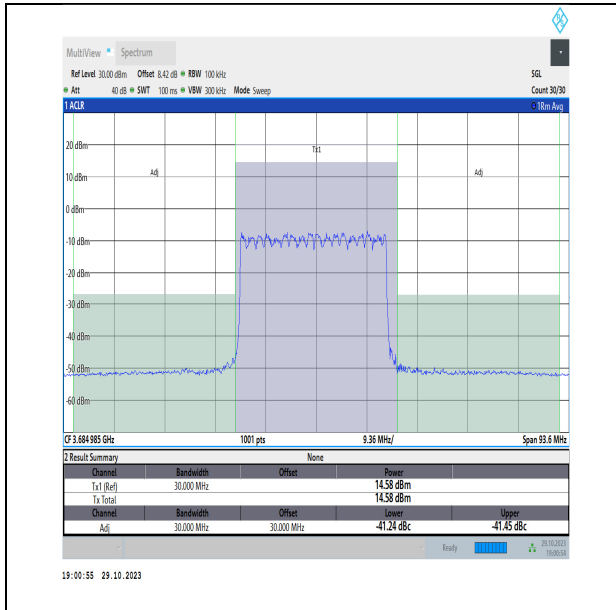 R&S
MultiView Spectrum
Ref Level 30.00 dBm Offset 8.42 dB RBW 100 kHz SGL
Att 40 dB SWT 100 ms VBW 300 kHz Mode Sweep Count 30/30
1 ACLR 1Rm Avg
20 dBm
Tx1
Adj Adj
10 dBm
0 dBm
-10 dBm
-20 dBm
-30 dBm
-40 dBm
-50 dBm
-60 dBm
CF 3.684985 GHz 1001 pts 9.36 MHz/ Span 93.6 MHz
2 Result Summary None
Channel Bandwidth Offset Power
Tx1 (Ref) 30.000 MHz 14.58 dBm
Tx Total 14.58 dBm
Channel Bandwidth Offset Lower Upper
Adj 30.000 MHz 30.000 MHz -41.24 dBc -41.45 dBc
Ready 29.10.2023
19:00:54
19:00:55 29.10.2023